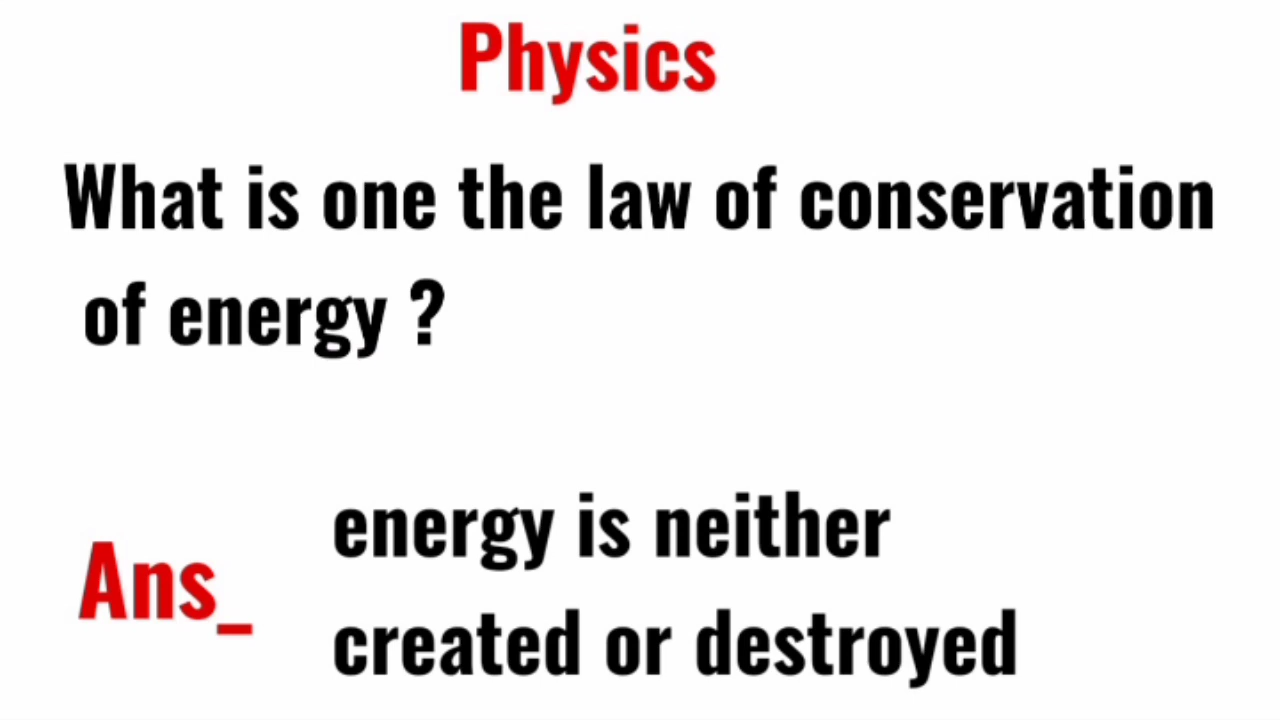 Physics
What is one the law of conservation
of energy ?
energy is neither
Ans_
created or destroyed